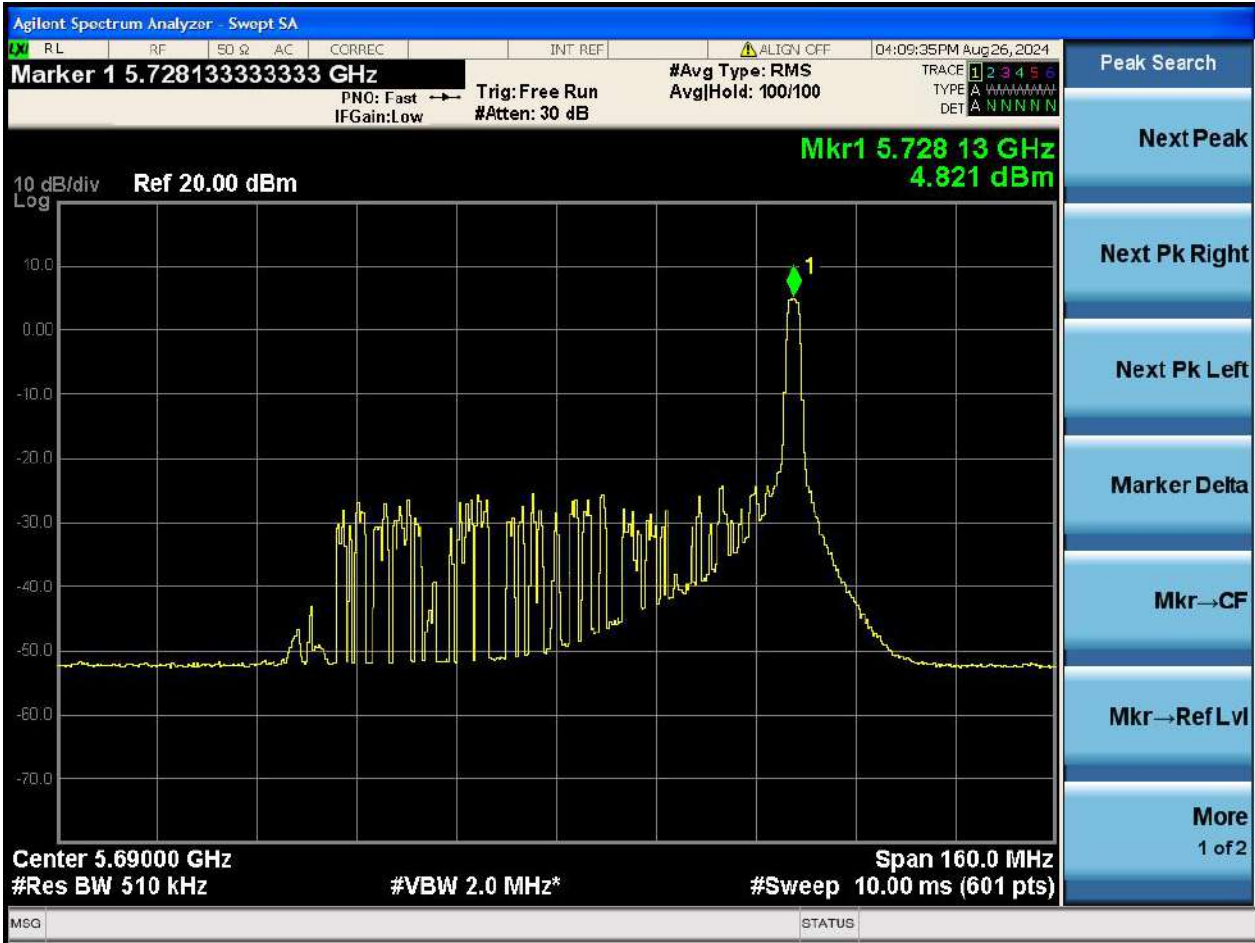 Agilent Spectrum Analyzer - Swept SA
LXI RL RF 50 Ω AC CORREC INT REF ALIGN OFF 04:09:35 PM Aug 26, 2024
Marker 1 5.728133333333 GHz
PNO: Fast
IFGain:Low
Trig: Free Run
#Atten: 30 dB
#Avg Type: RMS
Avg|Hold: 100/100
TRACE 1 2 3 4 5 6
TYPE A WWWWW
DET A N N N N N
Mkr1 5.728 13 GHz
4.821 dBm
10 dB/div Ref 20.00 dBm
Log
10.0
0.00
-10.0
-20.0
-30.0
-40.0
-50.0
-60.0
-70.0
1
Center 5.69000 GHz Span 160.0 MHz
#Res BW 510 kHz #VBW 2.0 MHz* #Sweep 10.00 ms (601 pts)
MSG STATUS
Peak Search
Next Peak
Next Pk Right
Next Pk Left
Marker Delta
Mkr→CF
Mkr→Ref Lvl
More
1 of 2